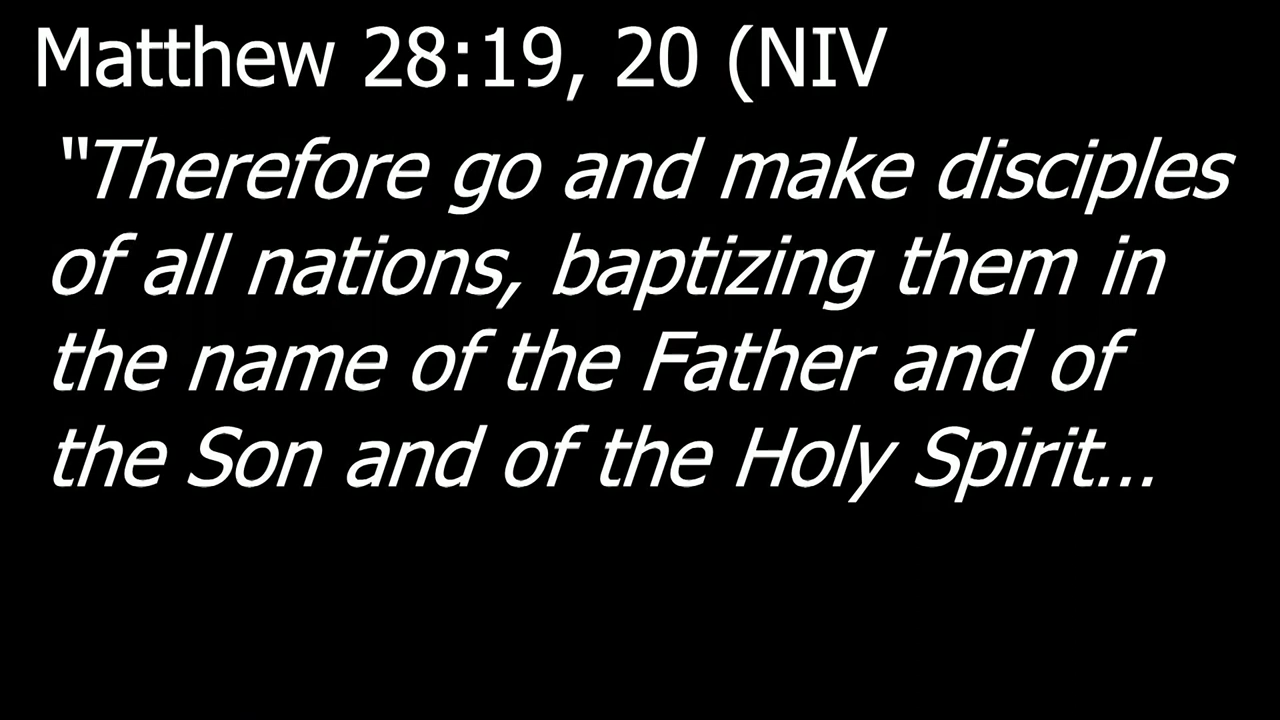 Matthew 28:19, 20 (NIV
“Therefore go and make disciples
of all nations, baptizing them in
the name of the Father and of
the Son and of the Holy Spirit…